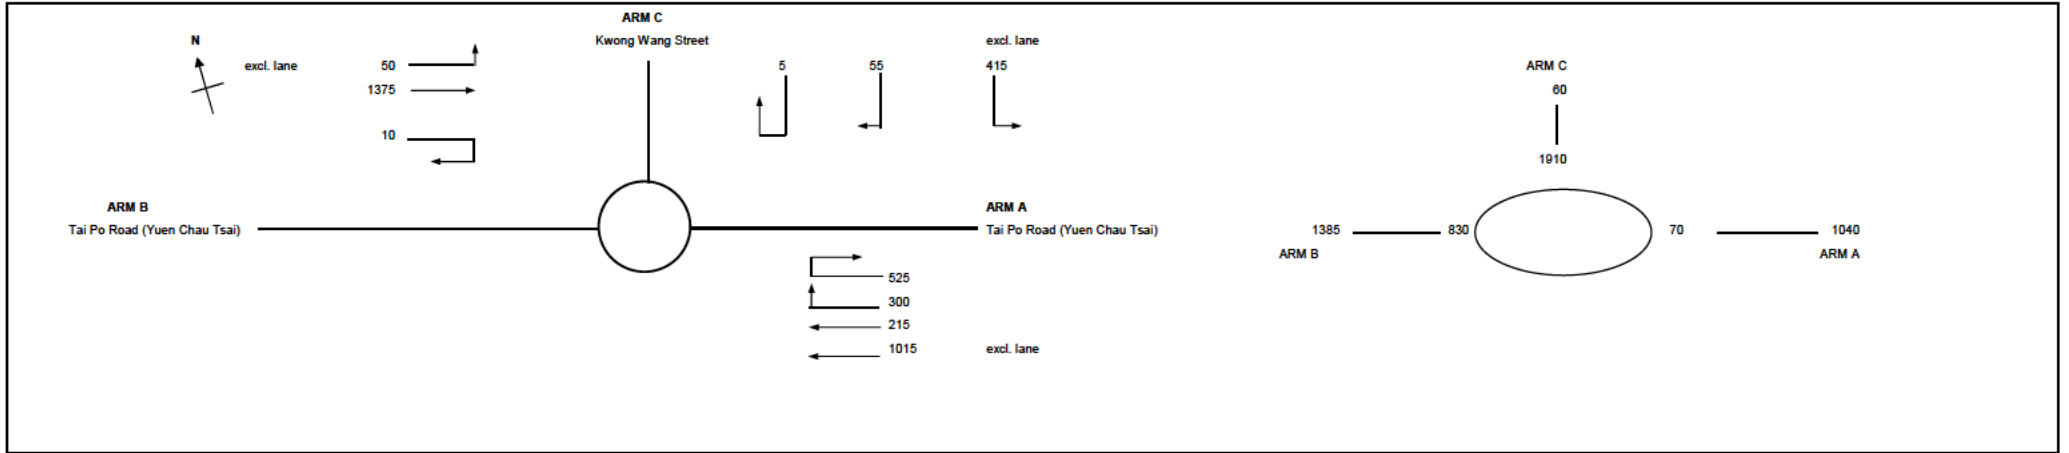 ARM C
N
Kwong Wang Street
excl. lane
5
55
excl. lane
50
415
ARM C
1375
60
10
1910
ARM B
ARM A
Tai Po Road (Yuen Chau Tsai)
Tai Po Road (Yuen Chau Tsai)
1385
830
70
1040
ARM B
ARM A
525
300
215
1015
excl. lane